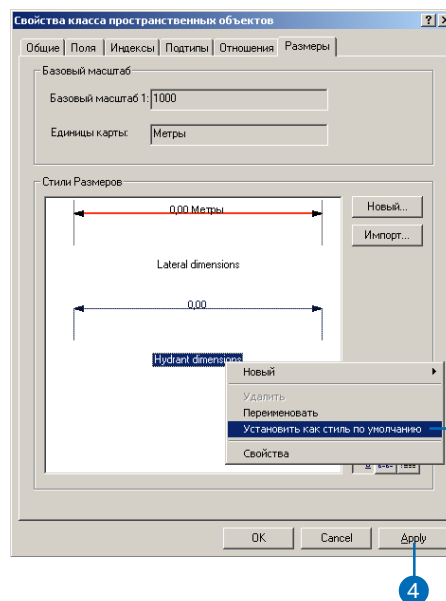 Свойства класса пространственных объектов
Общие Поля Индексы Подтипы Отношения Размеры
Базовый масштаб
Базовый масштаб 1: 1000
Единицы карты: Метры
Стили Размеров
0,00 Метры
Новый...
Импорт...
Lateral dimensions
0,00
Hydrant dimensions
Новый
Удалить
Переименовать
Установить как стиль по умолчанию
Свойства
OK Cancel Apply
4